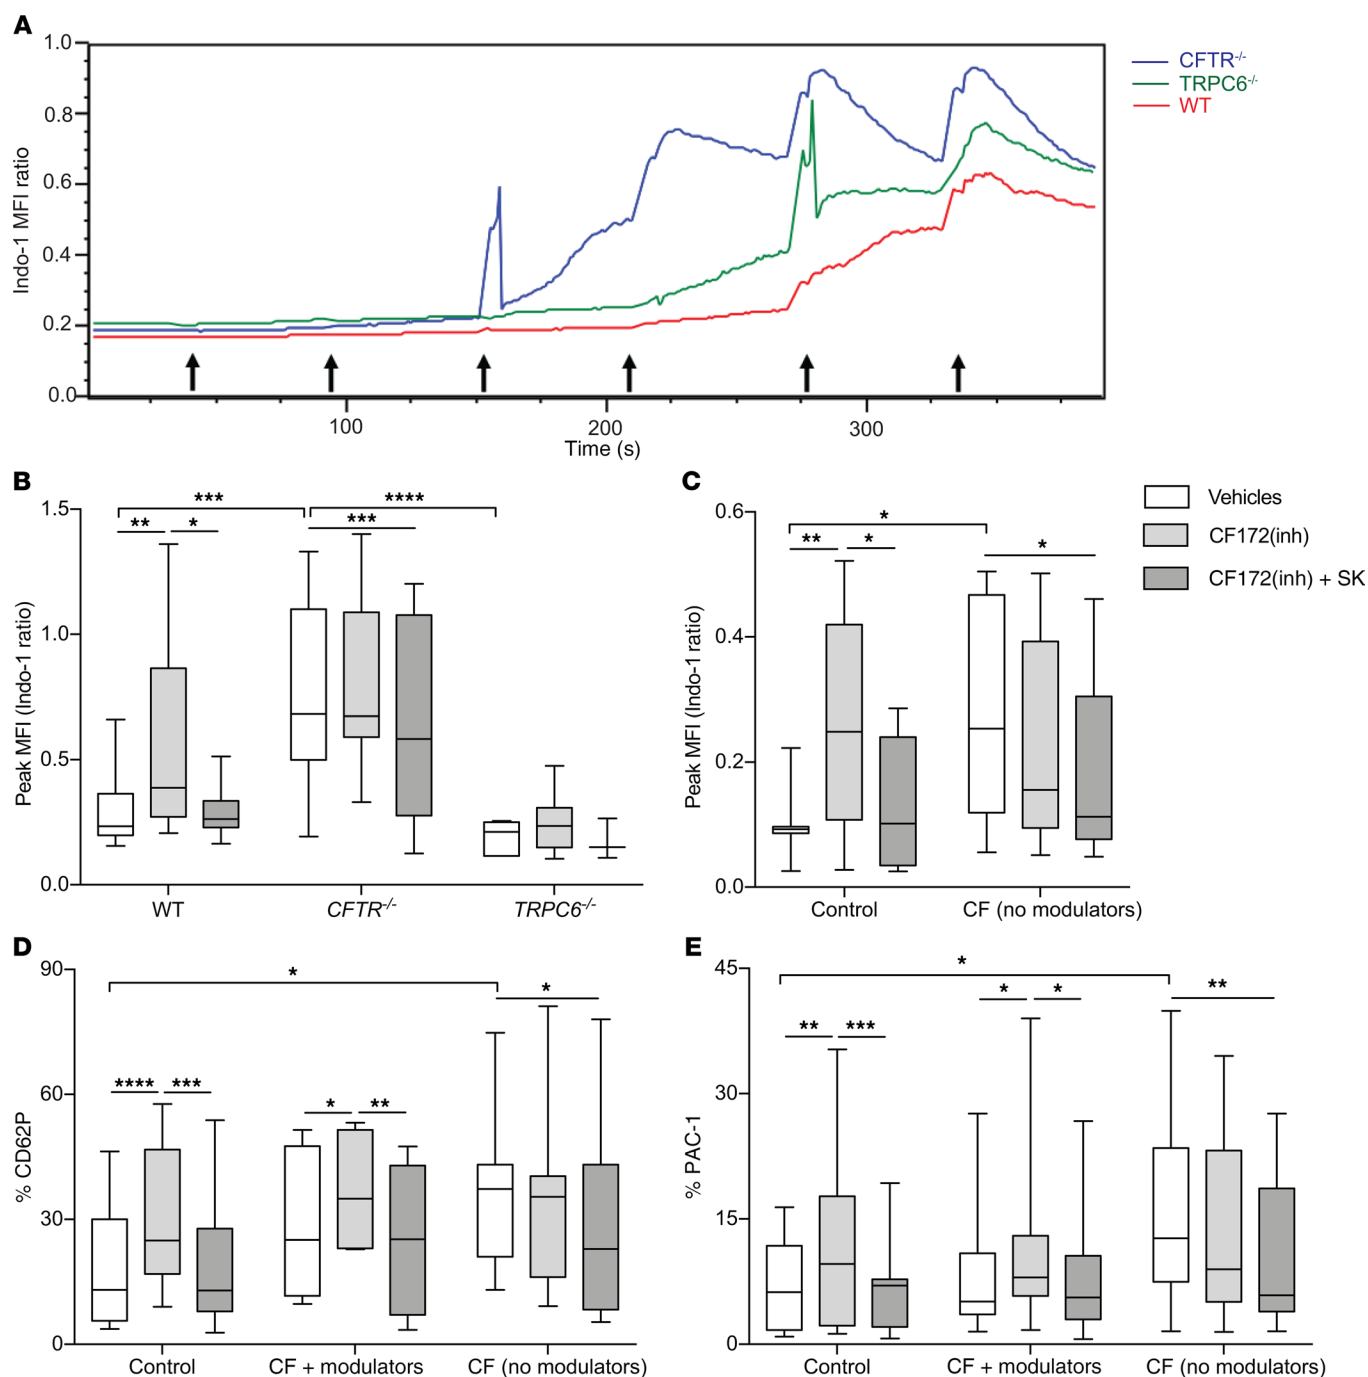 A
1.0
0.8
0.6
0.4
0.2
0.0
Indo-1 MFI ratio
100
200
300
Time (s)
CFTR-/-
TRPC6-/-
WT
B
1.5
1.0
0.5
0.0
Peak MFI (Indo-1 ratio)
***
****
** * ***
WT
CFTR-/-
TRPC6-/-
C
0.6
0.4
0.2
0.0
Peak MFI (Indo-1 ratio)
*
** * *
Control
CF (no modulators)
Vehicles
CF172(inh)
CF172(inh) + SK
D
90
60
30
0
% CD62P
*
*
**** *** * **
Control
CF + modulators
CF (no modulators)
E
45
30
15
0
% PAC-1
*
* * **
** ***
Control
CF + modulators
CF (no modulators)